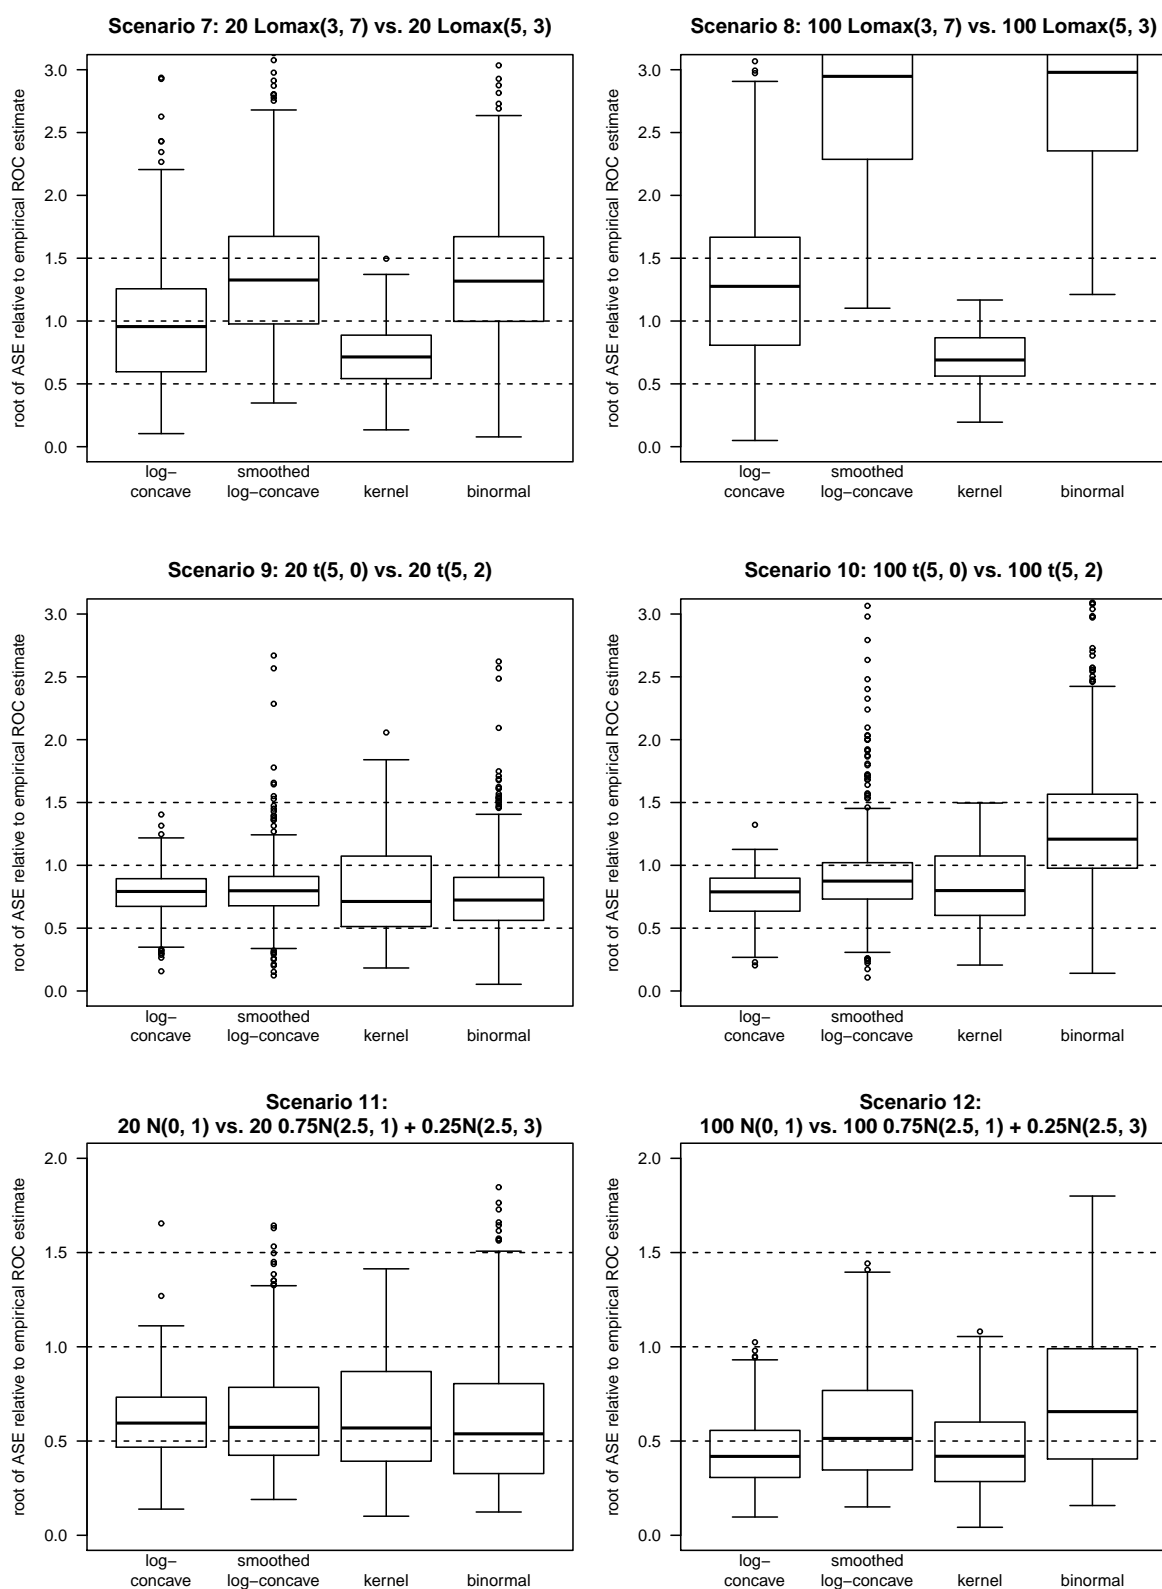 Scenario 7: 20 Lomax(3, 7) vs. 20 Lomax(5, 3)
root of ASE relative to empirical ROC estimate
3.0
2.5
2.0
1.5
1.0
0.5
0.0
log−
concave
smoothed
log−concave
kernel
binormal
Scenario 8: 100 Lomax(3, 7) vs. 100 Lomax(5, 3)
root of ASE relative to empirical ROC estimate
3.0
2.5
2.0
1.5
1.0
0.5
0.0
log−
concave
smoothed
log−concave
kernel
binormal
Scenario 9: 20 t(5, 0) vs. 20 t(5, 2)
root of ASE relative to empirical ROC estimate
3.0
2.5
2.0
1.5
1.0
0.5
0.0
log−
concave
smoothed
log−concave
kernel
binormal
Scenario 10: 100 t(5, 0) vs. 100 t(5, 2)
root of ASE relative to empirical ROC estimate
3.0
2.5
2.0
1.5
1.0
0.5
0.0
log−
concave
smoothed
log−concave
kernel
binormal
Scenario 11:
20 N(0, 1) vs. 20 0.75N(2.5, 1) + 0.25N(2.5, 3)
root of ASE relative to empirical ROC estimate
2.0
1.5
1.0
0.5
0.0
log−
concave
smoothed
log−concave
kernel
binormal
Scenario 12:
100 N(0, 1) vs. 100 0.75N(2.5, 1) + 0.25N(2.5, 3)
root of ASE relative to empirical ROC estimate
2.0
1.5
1.0
0.5
0.0
log−
concave
smoothed
log−concave
kernel
binormal